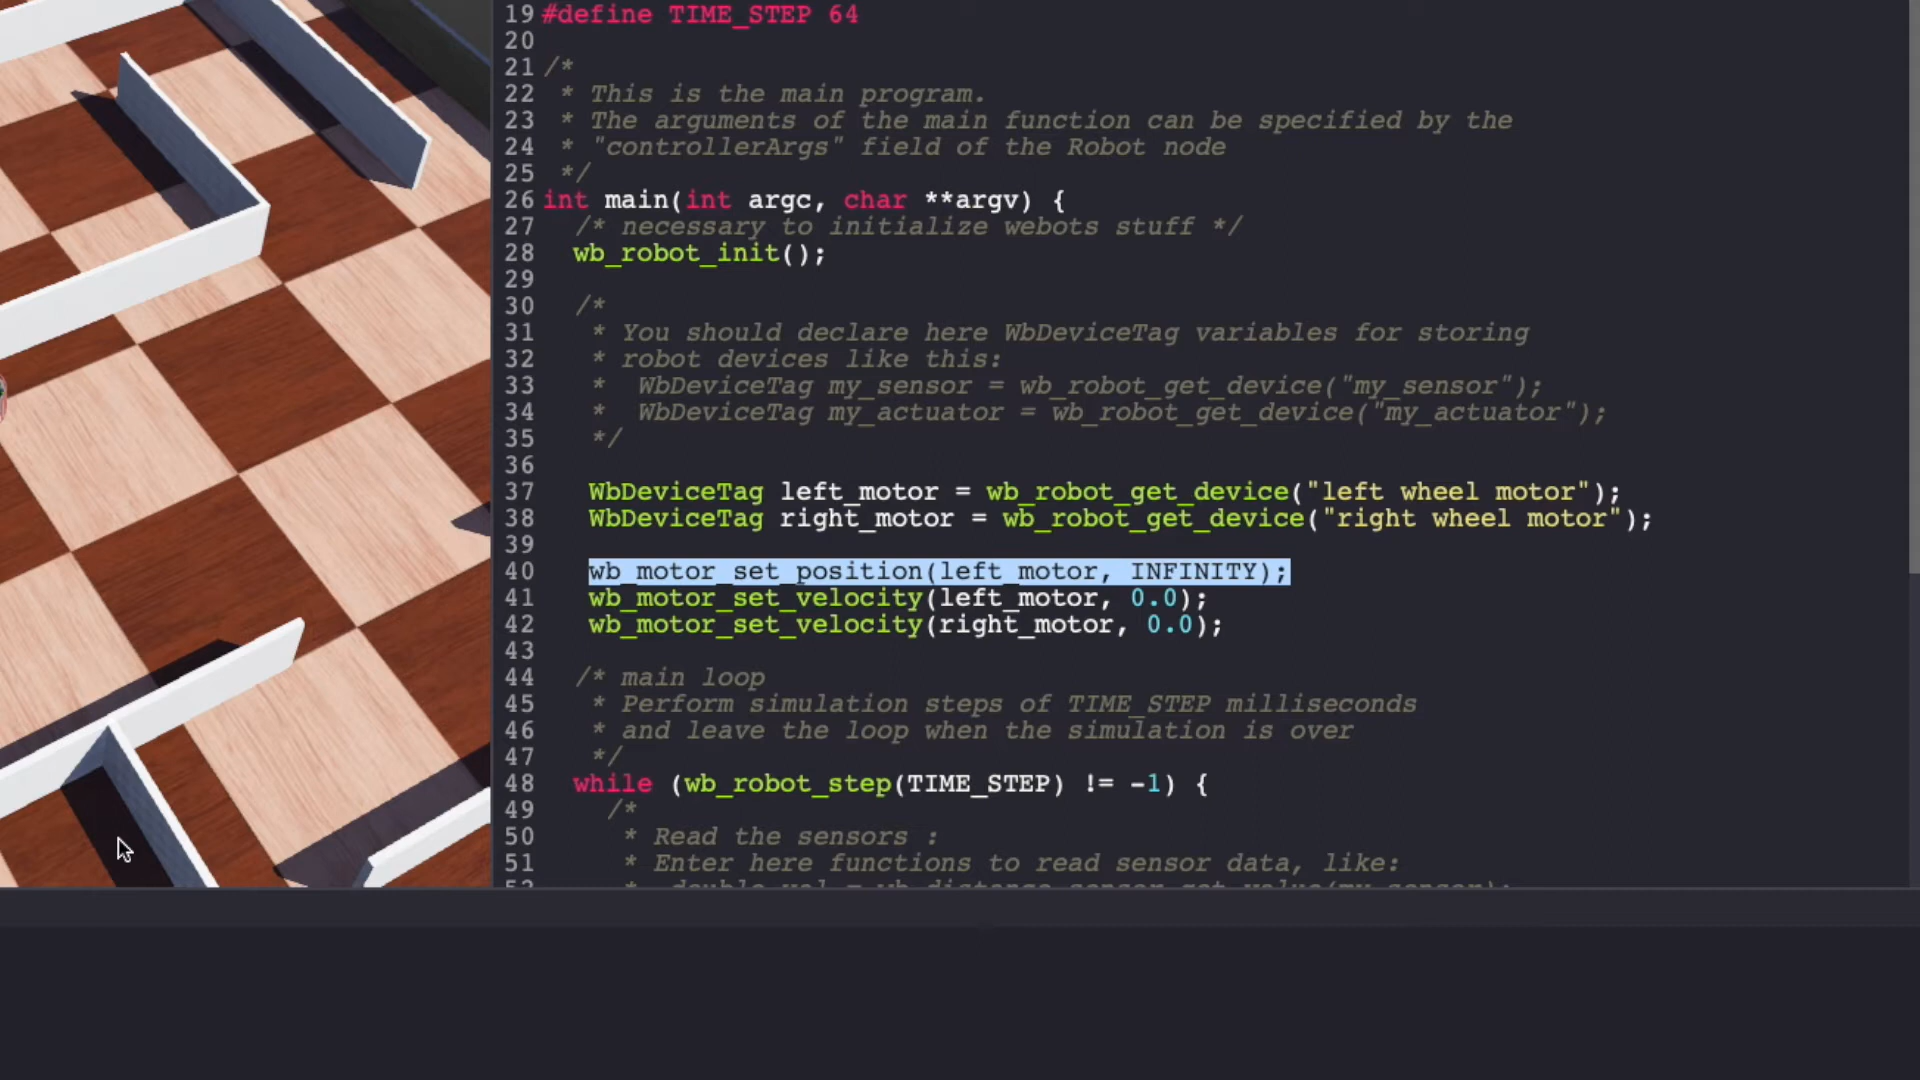 19 #define TIME_STEP 64
20
21 /*
22  * This is the main program.
23  * The arguments of the main function can be specified by the
24  * "controllerArgs" field of the Robot node
25  */
26 int main(int argc, char **argv) {
27   /* necessary to initialize webots stuff */
28   wb_robot_init();
29
30   /*
31    * You should declare here WbDeviceTag variables for storing
32    * robot devices like this:
33    *  WbDeviceTag my_sensor = wb_robot_get_device("my_sensor");
34    *  WbDeviceTag my_actuator = wb_robot_get_device("my_actuator");
35    */
36
37    WbDeviceTag left_motor = wb_robot_get_device("left wheel motor");
38    WbDeviceTag right_motor = wb_robot_get_device("right wheel motor");
39
40    wb_motor_set_position(left_motor, INFINITY);
41    wb_motor_set_velocity(left_motor, 0.0);
42    wb_motor_set_velocity(right_motor, 0.0);
43
44   /* main loop
45    * Perform simulation steps of TIME_STEP milliseconds
46    * and leave the loop when the simulation is over
47    */
48   while (wb_robot_step(TIME_STEP) != -1) {
49     /*
50      * Read the sensors :
51      * Enter here functions to read sensor data, like:
52      *  double val = wb_distance_sensor_get_value(my_sensor);